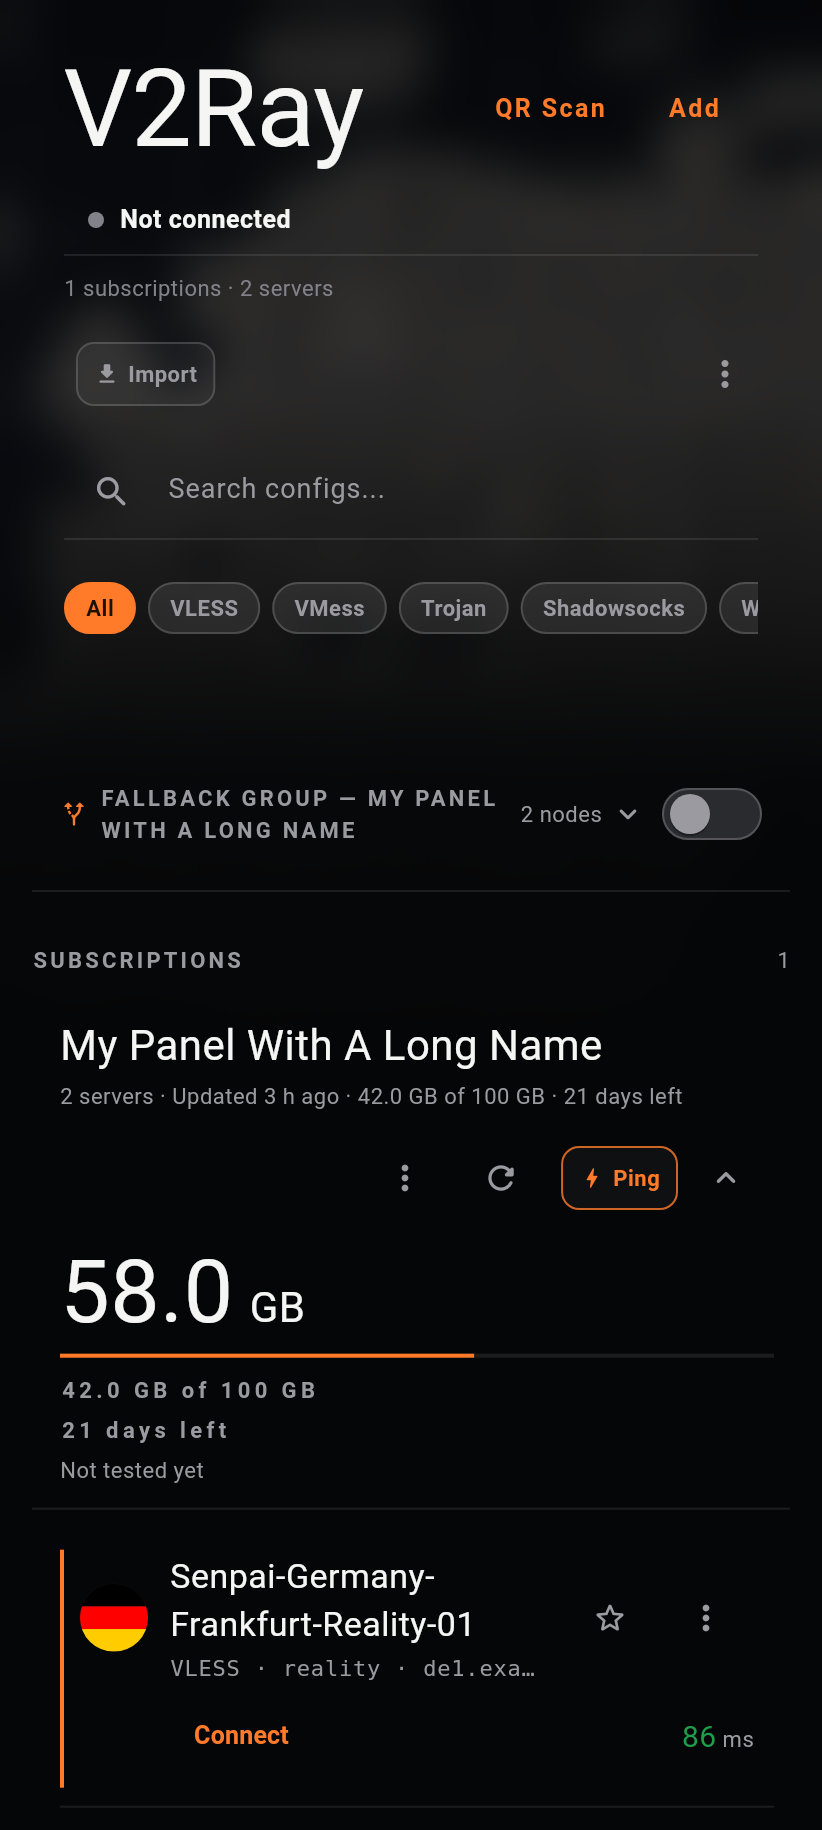 V2Ray
QR Scan
Add
Not connected
1 subscriptions · 2 servers
Import
Search configs...
All
VLESS
VMess
Trojan
Shadowsocks
W
FALLBACK GROUP — MY PANEL
WITH A LONG NAME
2 nodes
SUBSCRIPTIONS
1
My Panel With A Long Name
2 servers · Updated 3 h ago · 42.0 GB of 100 GB · 21 days left
Ping
58.0 GB
42.0 GB of 100 GB
21 days left
Not tested yet
Senpai-Germany-
Frankfurt-Reality-01
VLESS · reality · de1.exa…
Connect
86 ms